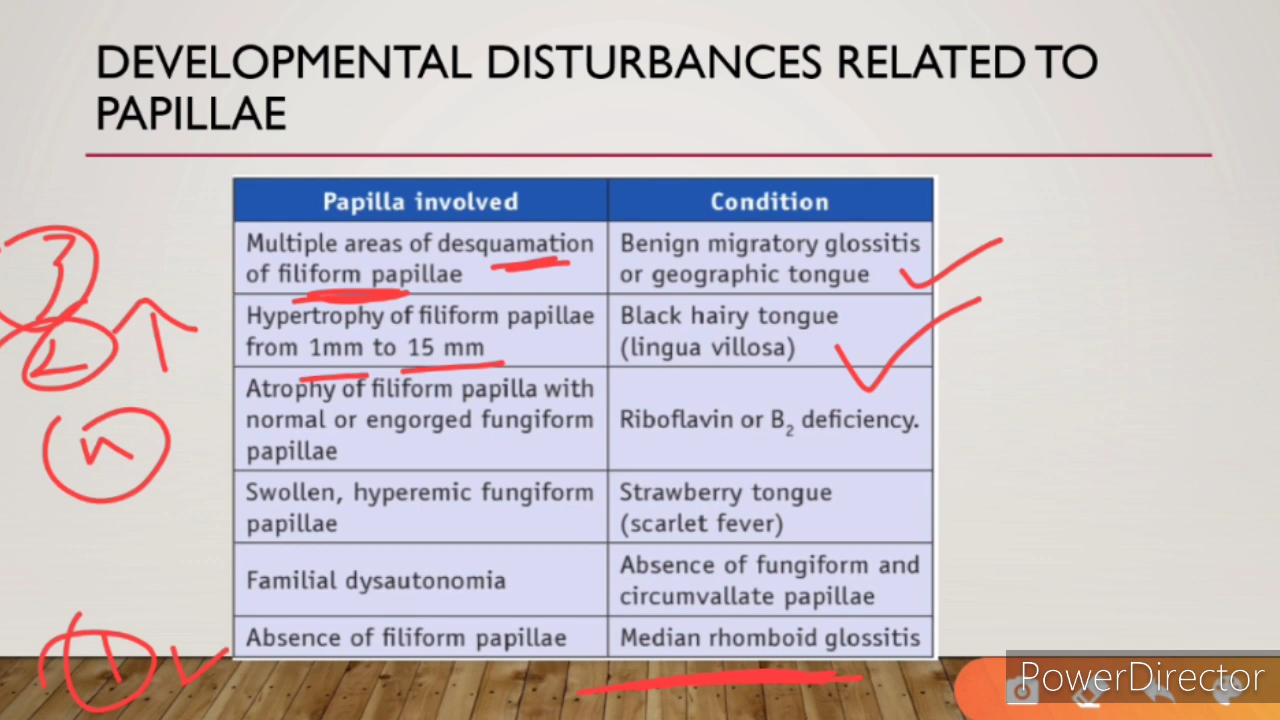 DEVELOPMENTAL DISTURBANCES RELATED TO
PAPILLAE
Papilla involved
Condition
Multiple areas of desquamation
of filiform papillae
Benign migratory glossitis
or geographic tongue
Hypertrophy of filiform papillae
from 1mm to 15 mm
Black hairy tongue
(lingua villosa)
Atrophy of filiform papilla with
normal or engorged fungiform
papillae
Riboflavin or B2 deficiency.
Swollen, hyperemic fungiform
papillae
Strawberry tongue
(scarlet fever)
Familial dysautonomia
Absence of fungiform and
circumvallate papillae
Absence of filiform papillae
Median rhomboid glossitis
1
PowerDirector